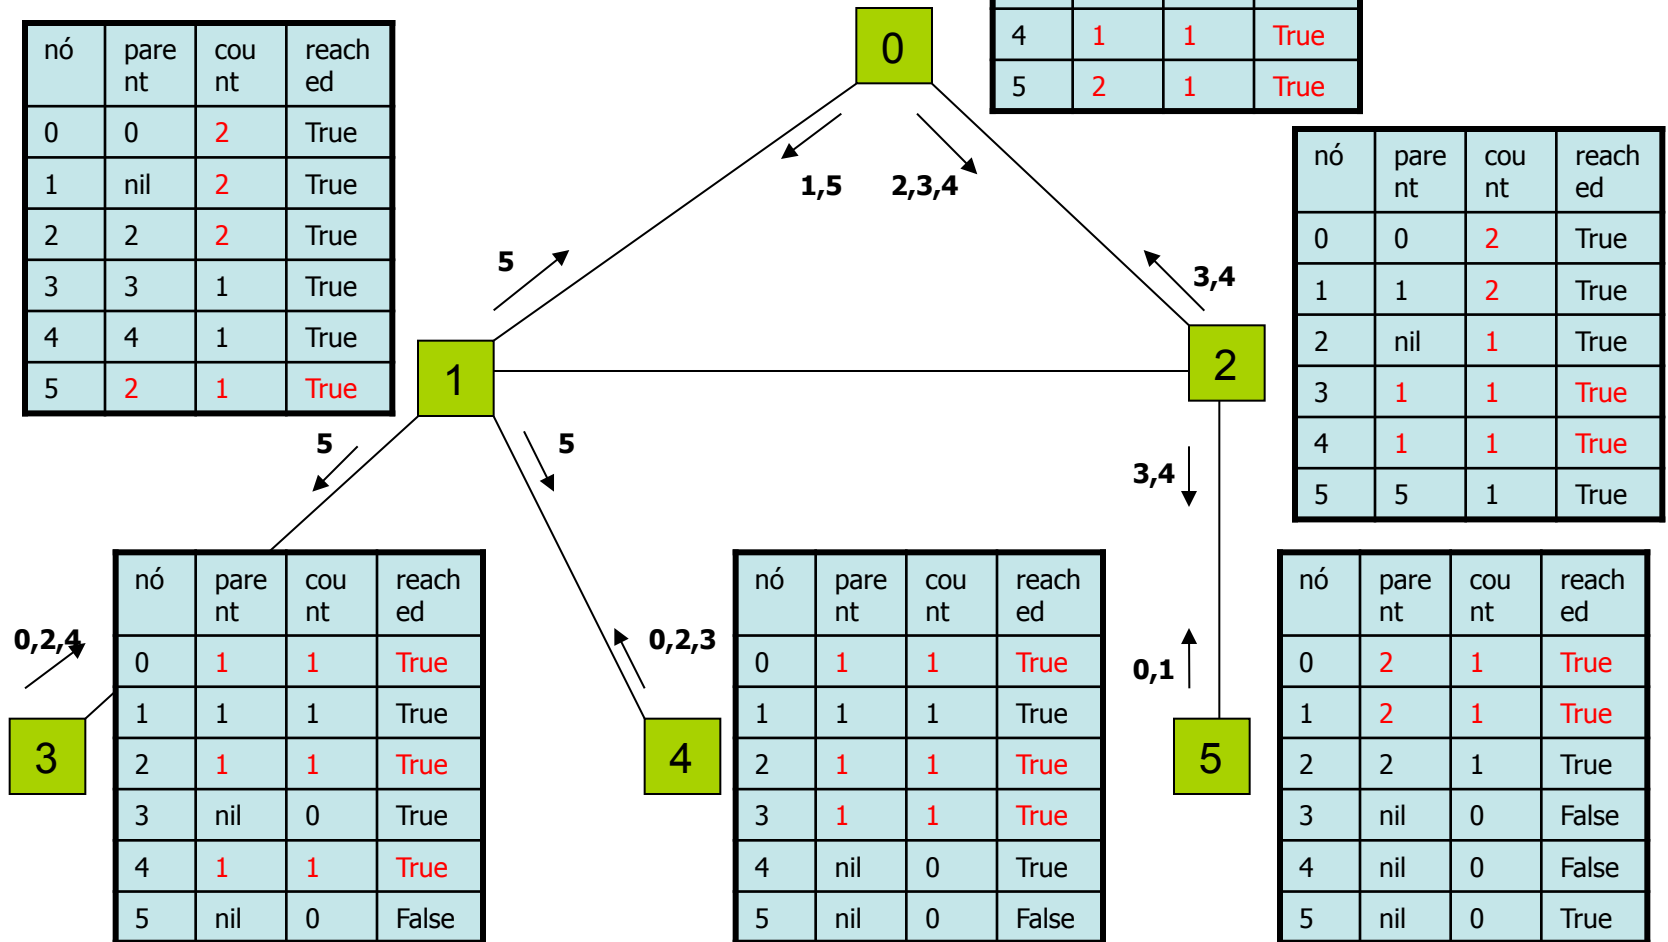 4 1 1 True
5 2 1 True
0
nó pare cou reach
nt nt ed
0 0 2 True
1 nil 2 True
2 2 2 True
3 3 1 True
4 4 1 True
5 2 1 True
1,5 2,3,4
5
3,4
nó pare cou reach
nt nt ed
0 0 2 True
1 1 2 True
2 nil 1 True
3 1 1 True
4 1 1 True
5 5 1 True
1
2
5
5
3,4
0,2,4
nó pare cou reach
nt nt ed
0 1 1 True
1 1 1 True
2 1 1 True
3 nil 0 True
4 1 1 True
5 nil 0 False
3
0,2,3
4
nó pare cou reach
nt nt ed
0 1 1 True
1 1 1 True
2 1 1 True
3 1 1 True
4 nil 0 True
5 nil 0 False
0,1
5
nó pare cou reach
nt nt ed
0 2 1 True
1 2 1 True
2 2 1 True
3 nil 0 False
4 nil 0 False
5 nil 0 True